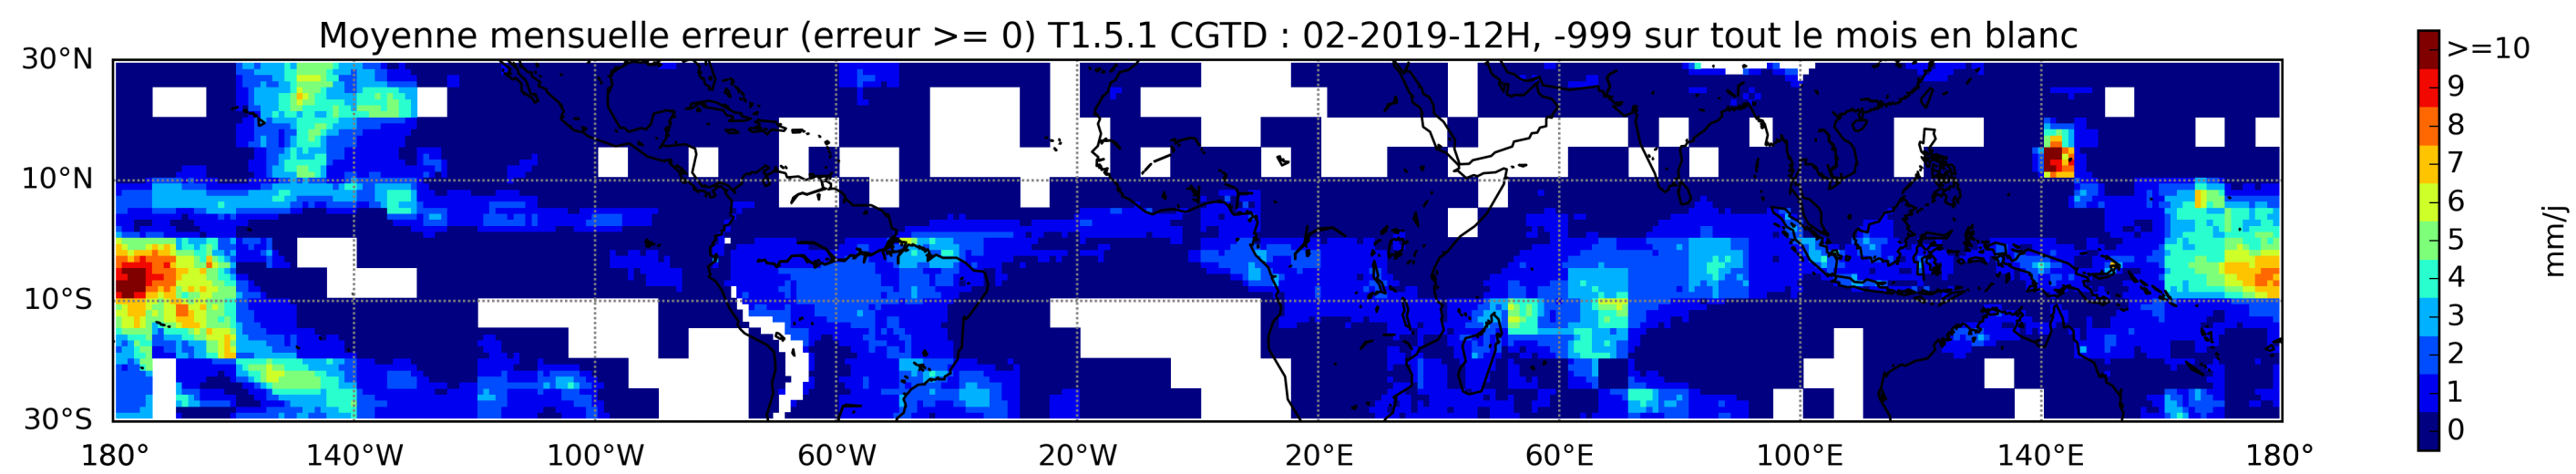 Moyenne mensuelle erreur (erreur >= 0) T1.5.1 CGTD : 02-2019-12H, -999 sur tout le mois en blanc
30°N
10°N
10°S
30°S
180° 140°W 100°W 60°W 20°W 20°E 60°E 100°E 140°E 180°
>=10
9
8
7
6
5
4
3
2
1
0
mm/j